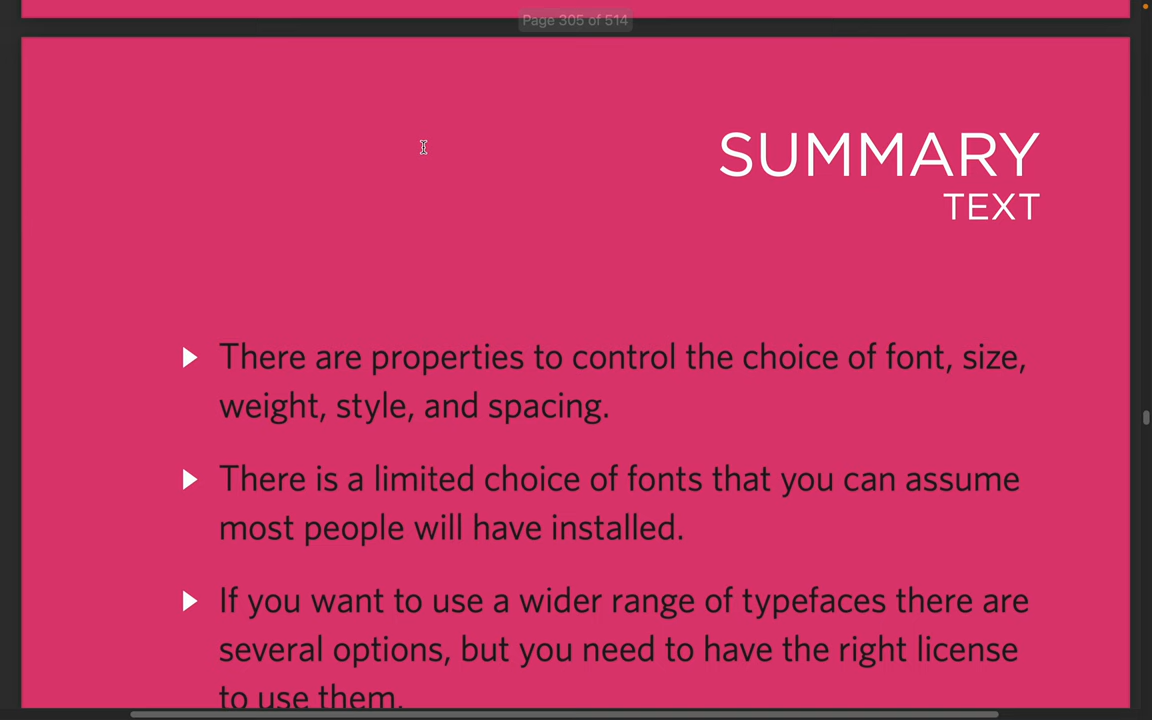 Page 305 of 514
SUMMARY
TEXT
There are properties to control the choice of font, size,
weight, style, and spacing.
There is a limited choice of fonts that you can assume
most people will have installed.
If you want to use a wider range of typefaces there are
several options, but you need to have the right license
to use them.